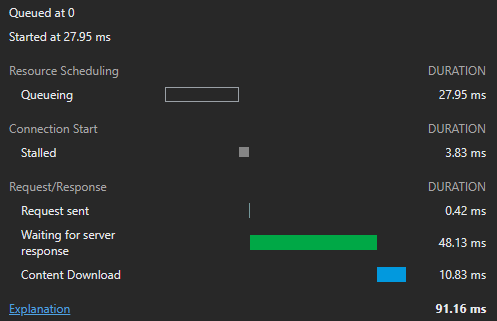 Queued at 0
Started at 27.95 ms
Resource Scheduling DURATION
Queueing 27.95 ms
Connection Start DURATION
Stalled 3.83 ms
Request/Response DURATION
Request sent 0.42 ms
Waiting for server
response 48.13 ms
Content Download 10.83 ms
Explanation 91.16 ms